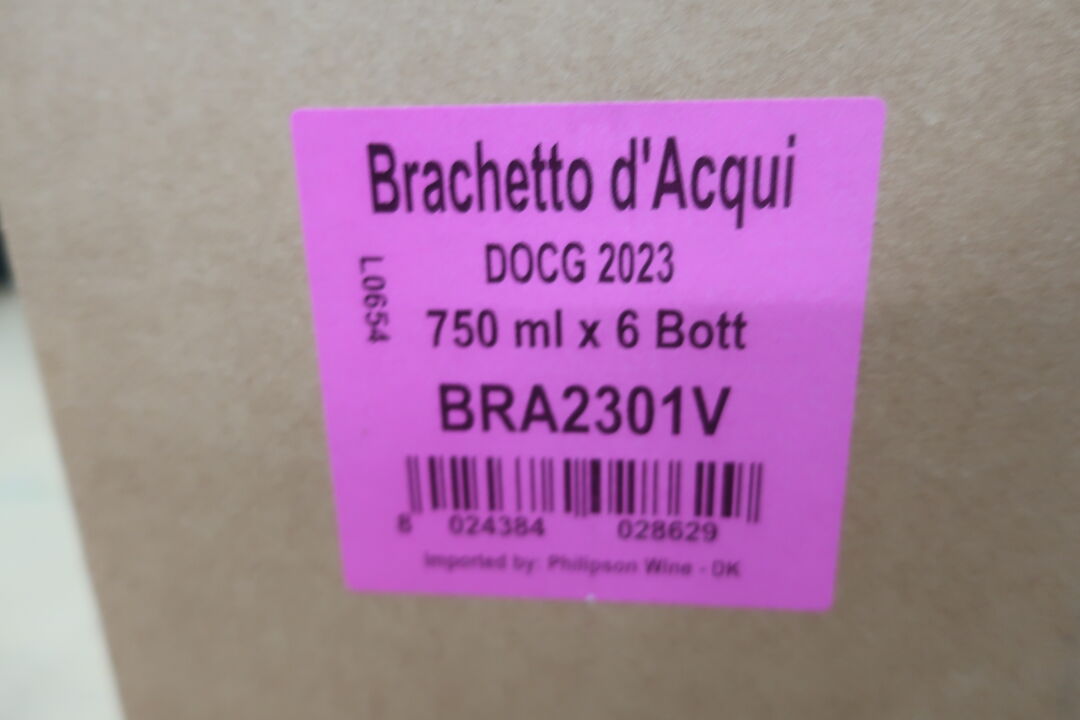 Brachetto d'Acqui
DOCG 2023
L0654
750 ml x 6 Bott
BRA2301V
8 024384 028629
Imported by: Philipson Wine - DK